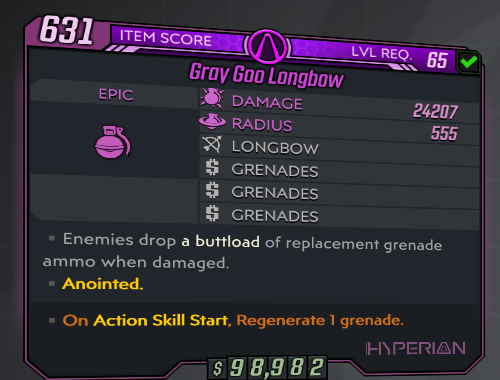 631 ITEM SCORE LVL REQ. 65
Gray Goo Longbow
EPIC
DAMAGE 24207
RADIUS 555
LONGBOW
$ GRENADES
$ GRENADES
$ GRENADES
Enemies drop a buttload of replacement grenade
ammo when damaged.
Anointed.
On Action Skill Start, Regenerate 1 grenade.
HYPERION
$98,982